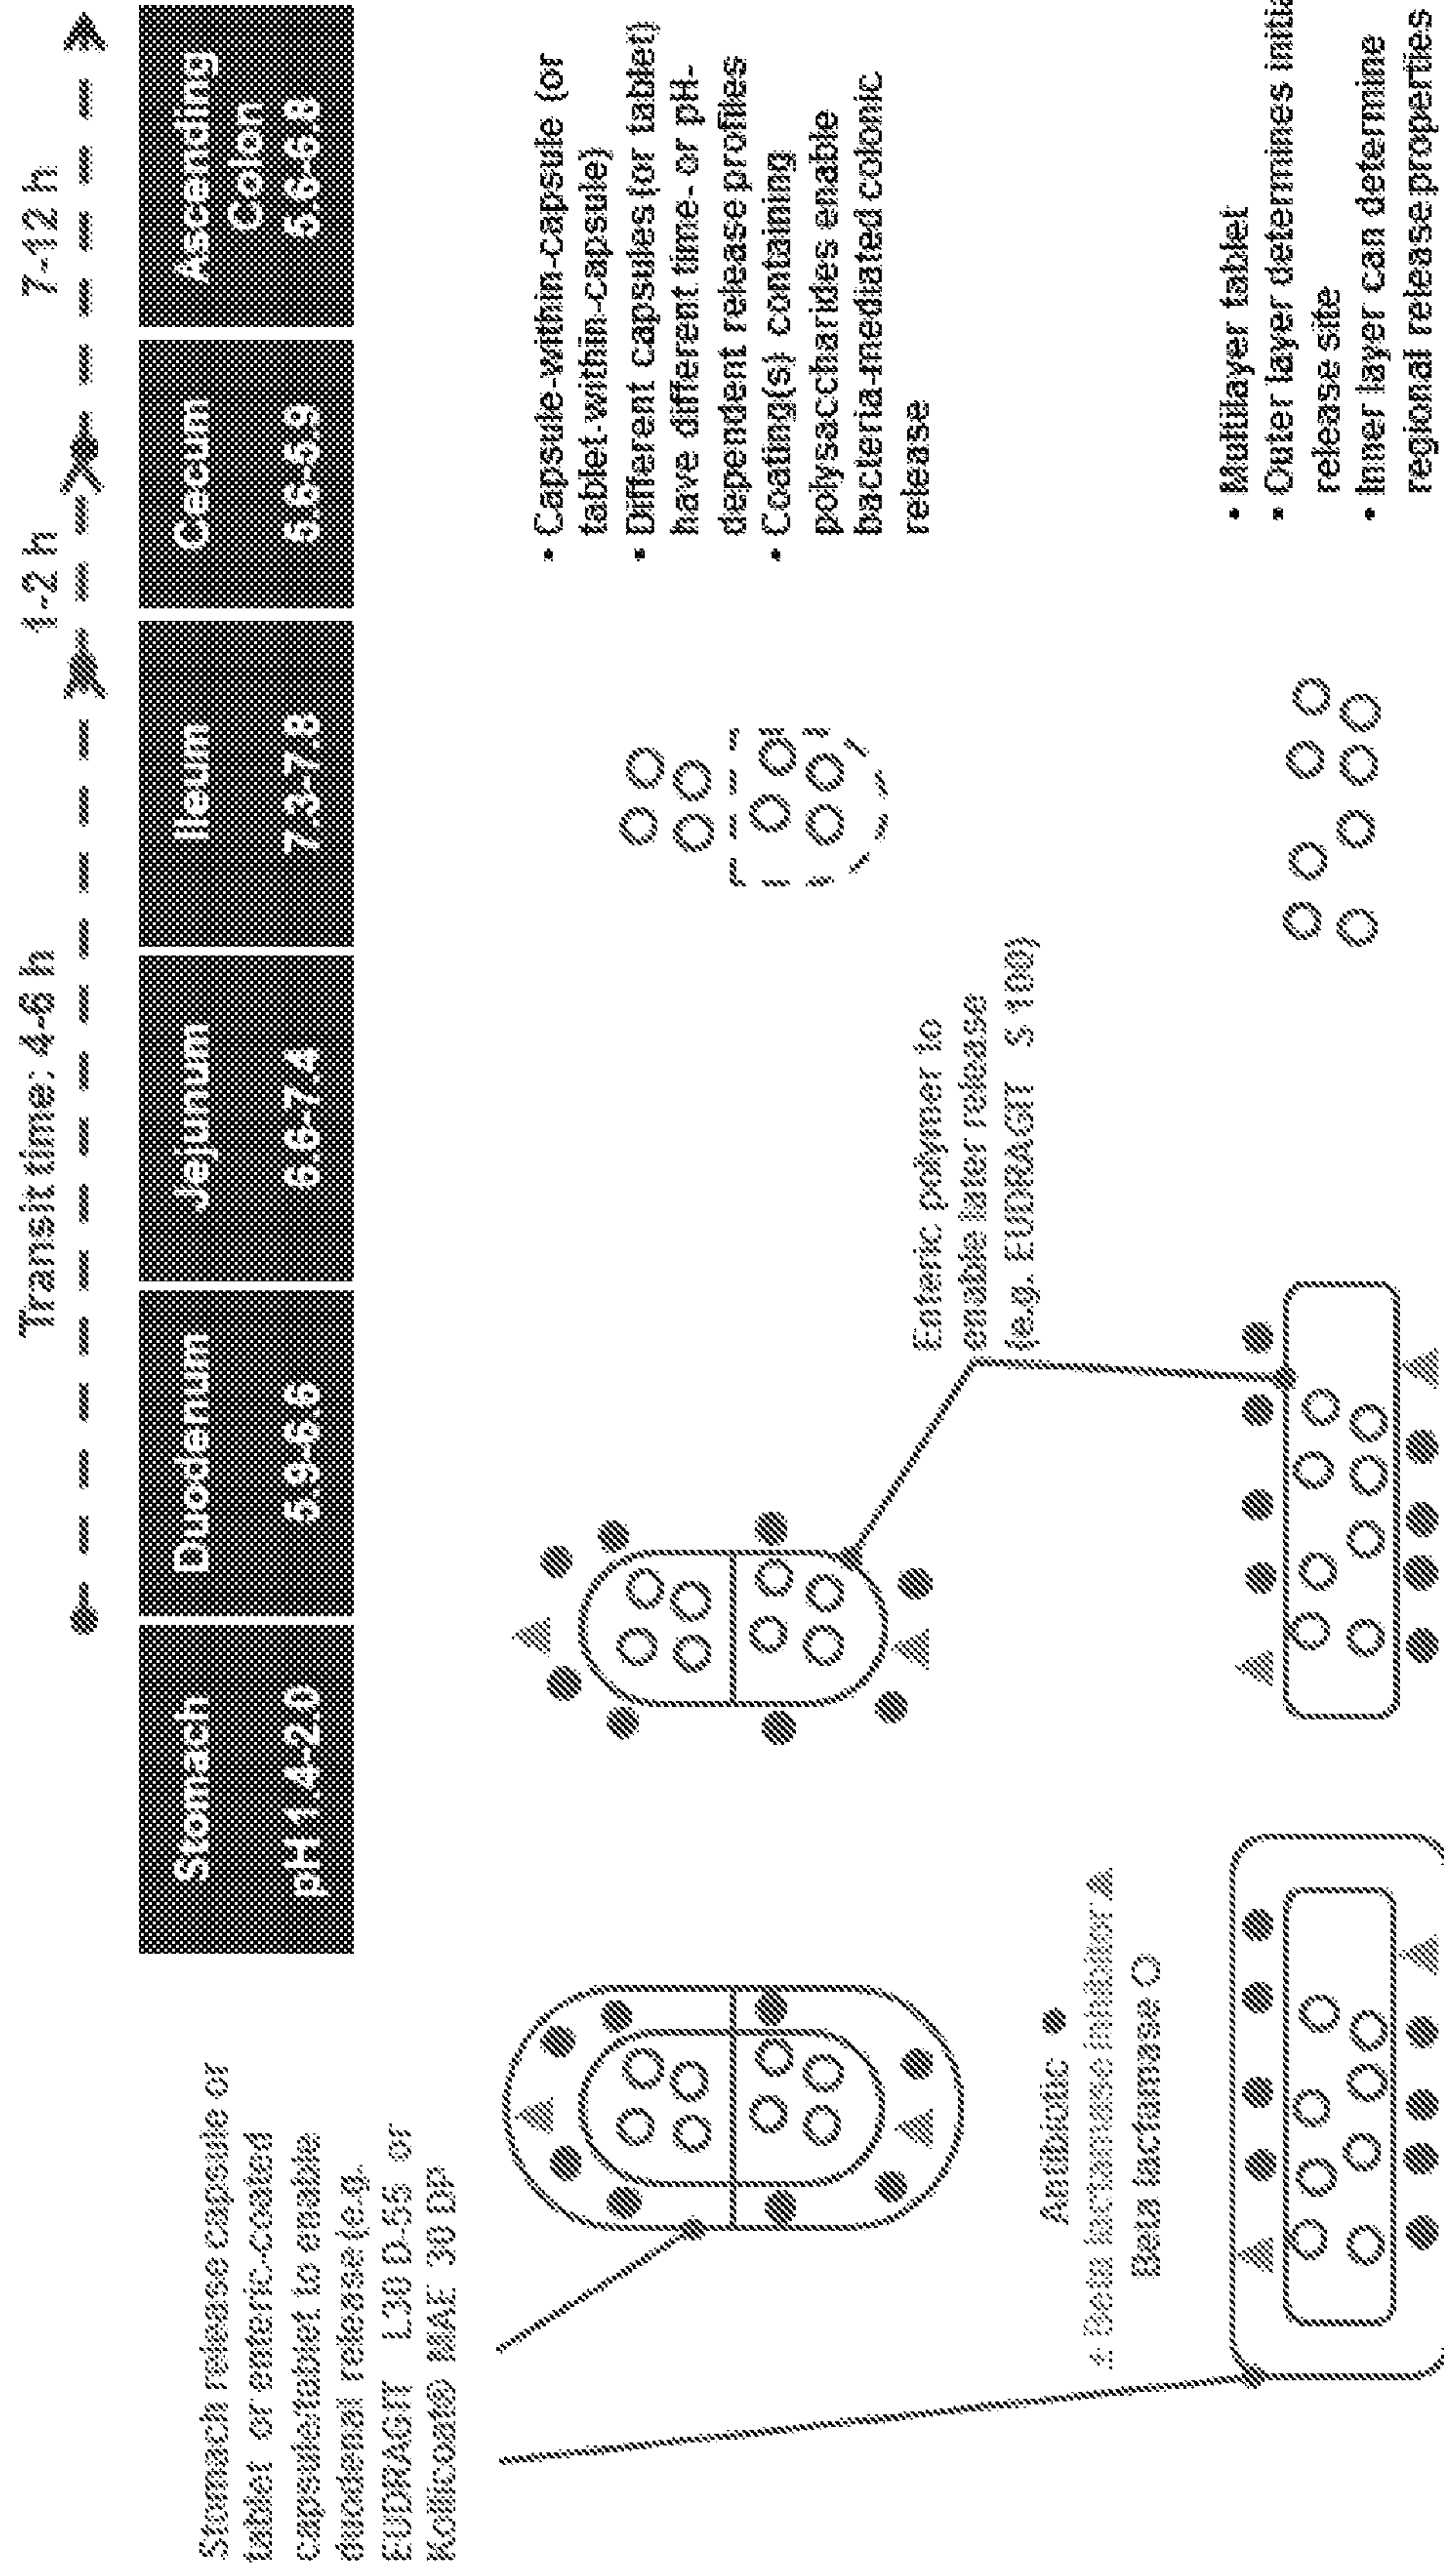 Transit time: 4-6 h
1-2 h
7-12 h
Stomach
pH 1.4-2.0
Duodenum
5.9-6.6
Jejunum
6.6-7.4
Ileum
7.3-7.8
Cecum
5.6-5.9
Ascending
Colon
5.6-6.8
Stomach release capsule or
tablet or enteric-coated
capsule/tablet to enable
duodenal release (e.g.
EUDRAGIT L30 D-55 or
Kollicoat® MAE 30 DP
• Capsule-within-capsule (or
tablet-within-capsule)
• Different capsules (or tablet)
have different time- or pH-
dependent release profiles
• Coating(s) containing
polysaccharides enable
bacteria-mediated colonic
release
Enteric polymer to
enable later release
(e.g. EUDRAGIT S 100)
Antibiotic
Beta lactamase inhibitor
Beta lactamase
• Multilayer tablet
• Outer layer determines initia
release site
• Inner layer can determine
regional release properties